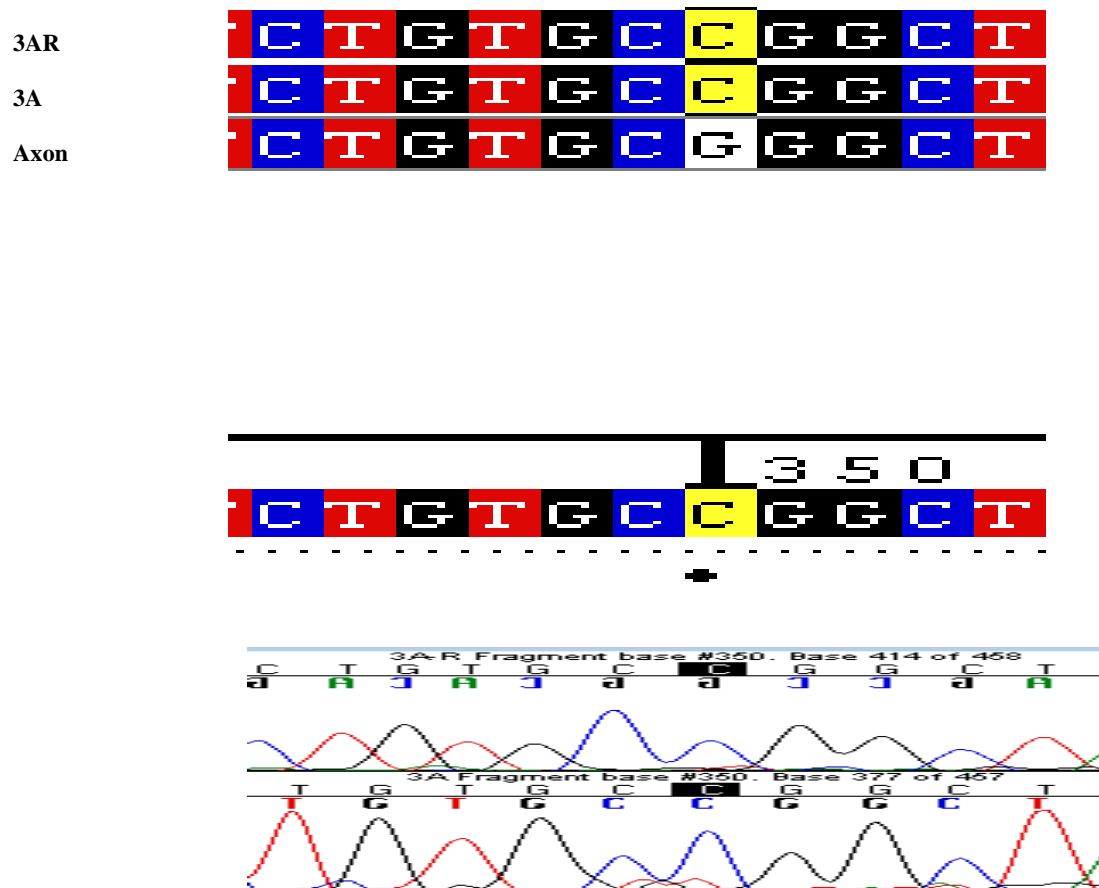 3AR CTGTGCCGGCT
3A CTGTGCCGGCT
Axon CTGTGCGGGCT
350
CTGTGCCGGCT
3A-R Fragment base #350. Base 414 of 458
C T G T G C C G G C T
3A Fragment base #350. Base 377 of 457
T G T G C C G G C T
T G T G C C G G C T